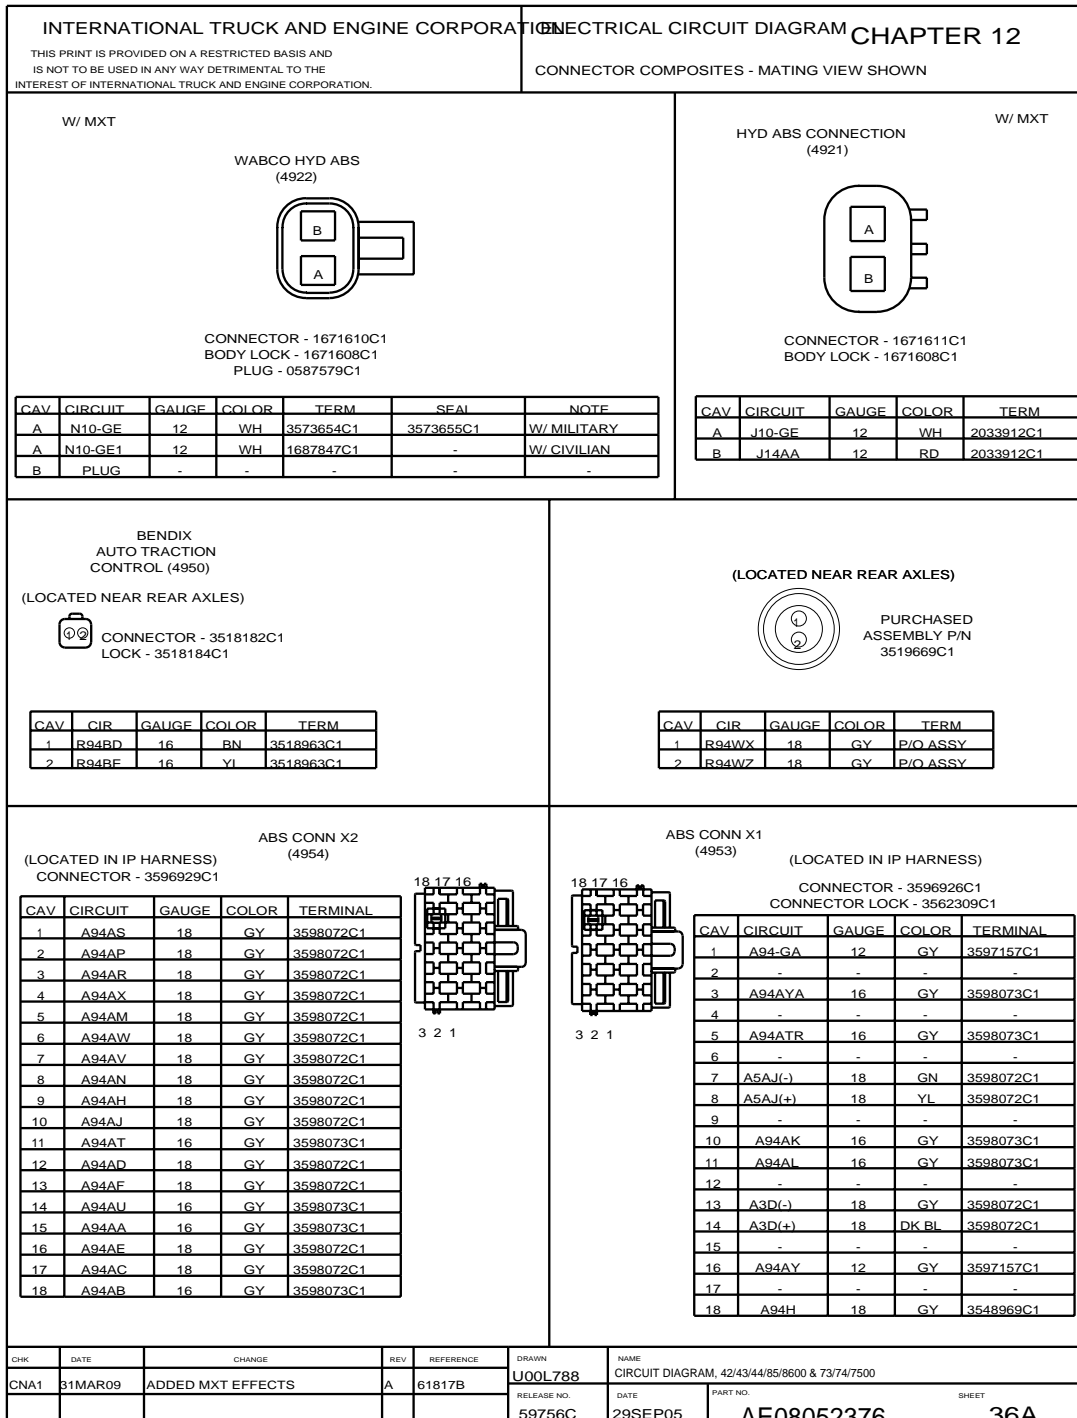 INTERNATIONAL TRUCK AND ENGINE CORPORATION
ELECTRICAL CIRCUIT DIAGRAM
CHAPTER 12
THIS PRINT IS PROVIDED ON A RESTRICTED BASIS AND
IS NOT TO BE USED IN ANY WAY DETRIMENTAL TO THE
INTEREST OF INTERNATIONAL TRUCK AND ENGINE CORPORATION.
CONNECTOR COMPOSITES - MATING VIEW SHOWN
W/ MXT
WABCO HYD ABS
(4922)
B
A
CONNECTOR - 1671610C1
BODY LOCK - 1671608C1
PLUG - 0587579C1
CAV CIRCUIT GAUGE COLOR TERM SEAL NOTE
A N10-GE 12 WH 3573654C1 3573655C1 W/ MILITARY
A N10-GE1 12 WH 1687847C1 - W/ CIVILIAN
B PLUG - - - - -
W/ MXT
HYD ABS CONNECTION
(4921)
A
B
CONNECTOR - 1671611C1
BODY LOCK - 1671608C1
CAV CIRCUIT GAUGE COLOR TERM
A J10-GE 12 WH 2033912C1
B J14AA 12 RD 2033912C1
BENDIX
AUTO TRACTION
CONTROL (4950)
(LOCATED NEAR REAR AXLES)
1 2
CONNECTOR - 3518182C1
LOCK - 3518184C1
CAV CIR GAUGE COLOR TERM
1 R94BD 16 BN 3518963C1
2 R94BE 16 YL 3518963C1
(LOCATED NEAR REAR AXLES)
1
2
PURCHASED
ASSEMBLY P/N
3519669C1
CAV CIR GAUGE COLOR TERM
1 R94WX 18 GY P/O ASSY
2 R94WZ 18 GY P/O ASSY
ABS CONN X2
(4954)
(LOCATED IN IP HARNESS)
CONNECTOR - 3596929C1
18 17 16
3 2 1
CAV CIRCUIT GAUGE COLOR TERMINAL
1 A94AS 18 GY 3598072C1
2 A94AP 18 GY 3598072C1
3 A94AR 18 GY 3598072C1
4 A94AX 18 GY 3598072C1
5 A94AM 18 GY 3598072C1
6 A94AW 18 GY 3598072C1
7 A94AV 18 GY 3598072C1
8 A94AN 18 GY 3598072C1
9 A94AH 18 GY 3598072C1
10 A94AJ 18 GY 3598072C1
11 A94AT 16 GY 3598073C1
12 A94AD 18 GY 3598072C1
13 A94AF 18 GY 3598072C1
14 A94AU 16 GY 3598073C1
15 A94AA 16 GY 3598073C1
16 A94AE 18 GY 3598072C1
17 A94AC 18 GY 3598072C1
18 A94AB 16 GY 3598073C1
ABS CONN X1
(4953)
(LOCATED IN IP HARNESS)
CONNECTOR - 3596926C1
CONNECTOR LOCK - 3562309C1
18 17 16
3 2 1
CAV CIRCUIT GAUGE COLOR TERMINAL
1 A94-GA 12 GY 3597157C1
2 - - - -
3 A94AYA 16 GY 3598073C1
4 - - - -
5 A94ATR 16 GY 3598073C1
6 - - - -
7 A5AJ(-) 18 GN 3598072C1
8 A5AJ(+) 18 YL 3598072C1
9 - - - -
10 A94AK 16 GY 3598073C1
11 A94AL 16 GY 3598073C1
12 - - - -
13 A3D(-) 18 GY 3598072C1
14 A3D(+) 18 DK BL 3598072C1
15 - - - -
16 A94AY 12 GY 3597157C1
17 - - - -
18 A94H 18 GY 3548969C1
CHK DATE CHANGE REV REFERENCE
CNA1 31MAR09 ADDED MXT EFFECTS A 61817B
DRAWN
U00L788
NAME
CIRCUIT DIAGRAM, 42/43/44/85/8600 & 73/74/7500
RELEASE NO.
59756C
DATE
29SEP05
PART NO.
AE08052376
SHEET
36A